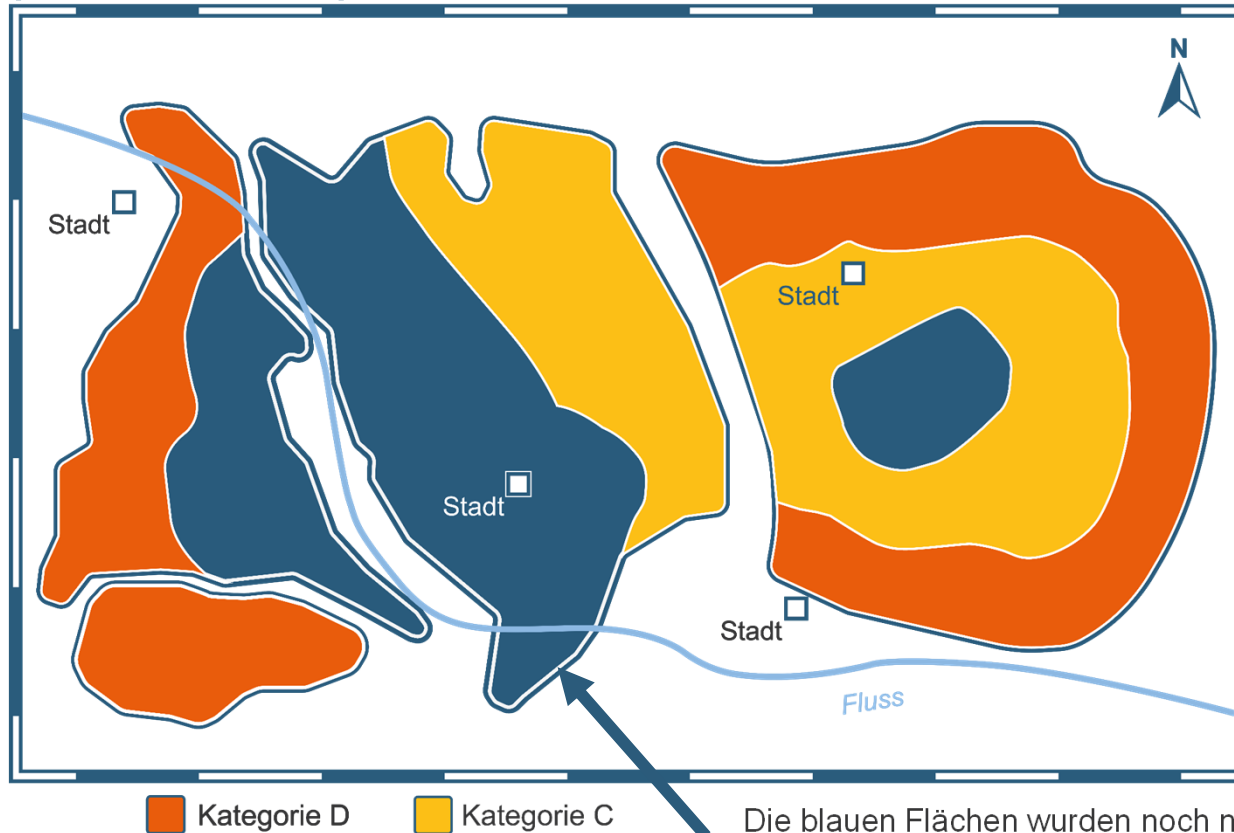 N
Stadt
Stadt
Stadt
Stadt
Fluss
Kategorie D
Kategorie C
Die blauen Flächen wurden noch n